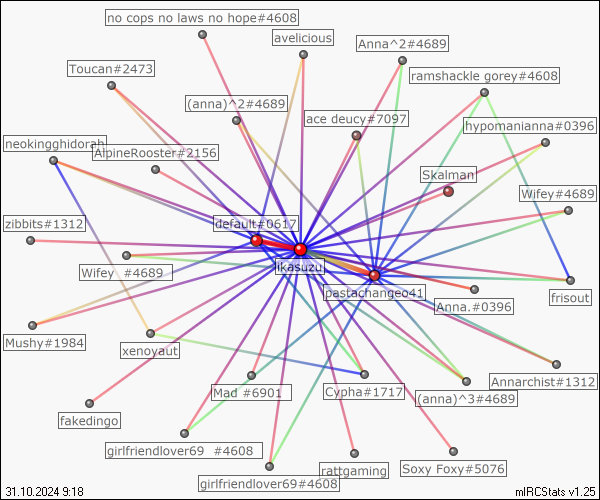 no cops no laws no hope#4608
avelicious
Anna^2#4689
Toucan#2473
ramshackle gorey#4608
(anna)^2#4689
ace deucy#7097
hypomanianna#0396
neokingghidorah
AlpineRooster#2156
Skalman
Wifey#4689
zibbits#1312
default#0617
ikasuzu
Wifey_ #4689
pastachangeo41
Anna.#0396
frisout
Mushy#1984
xenoyaut
Mad #6901
Cypha#1717
Annarchist#1312
(anna)^3#4689
fakedingo
girlfriendlover69 #4608
girlfriendlover69#4608
rattgaming
Soxy Foxy#5076
31.10.2024 9:18
mIRCStats v1.25